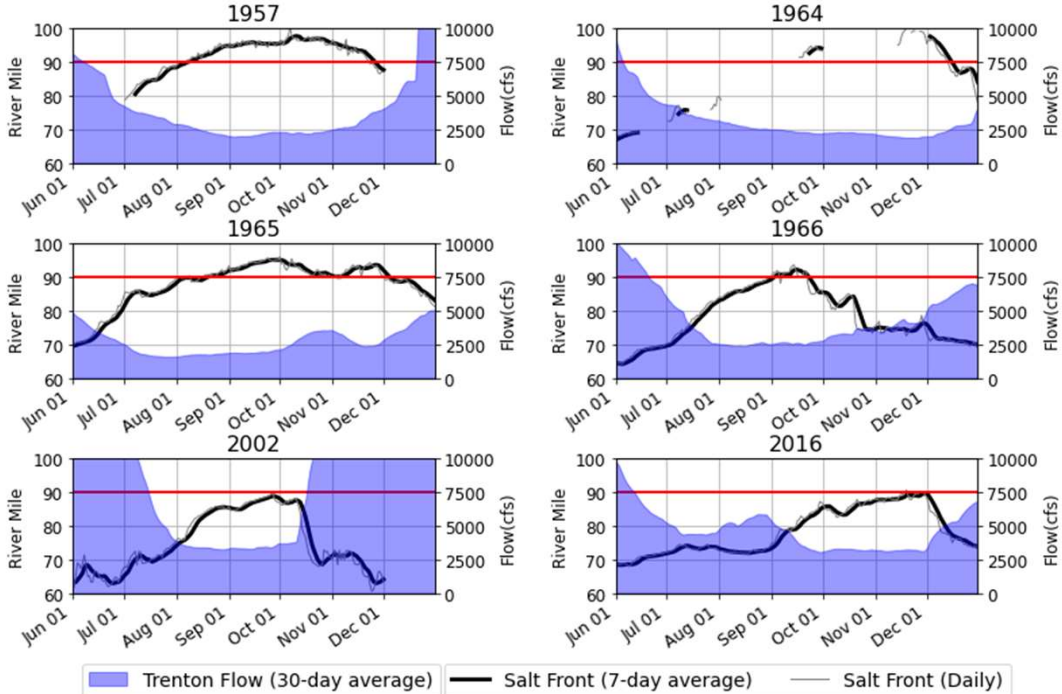 1957
1964
100
90
80
70
60
River Mile
10000
7500
5000
2500
0
Flow(cfs)
Jun 01
Jul 01
Aug 01
Sep 01
Oct 01
Nov 01
Dec 01
100
90
80
70
60
River Mile
10000
7500
5000
2500
0
Flow(cfs)
Jun 01
Jul 01
Aug 01
Sep 01
Oct 01
Nov 01
Dec 01
1965
1966
100
90
80
70
60
River Mile
10000
7500
5000
2500
0
Flow(cfs)
Jun 01
Jul 01
Aug 01
Sep 01
Oct 01
Nov 01
Dec 01
100
90
80
70
60
River Mile
10000
7500
5000
2500
0
Flow(cfs)
Jun 01
Jul 01
Aug 01
Sep 01
Oct 01
Nov 01
Dec 01
2002
2016
100
90
80
70
60
River Mile
10000
7500
5000
2500
0
Flow(cfs)
Jun 01
Jul 01
Aug 01
Sep 01
Oct 01
Nov 01
Dec 01
100
90
80
70
60
River Mile
10000
7500
5000
2500
0
Flow(cfs)
Jun 01
Jul 01
Aug 01
Sep 01
Oct 01
Nov 01
Dec 01
Trenton Flow (30-day average) Salt Front (7-day average) Salt Front (Daily)